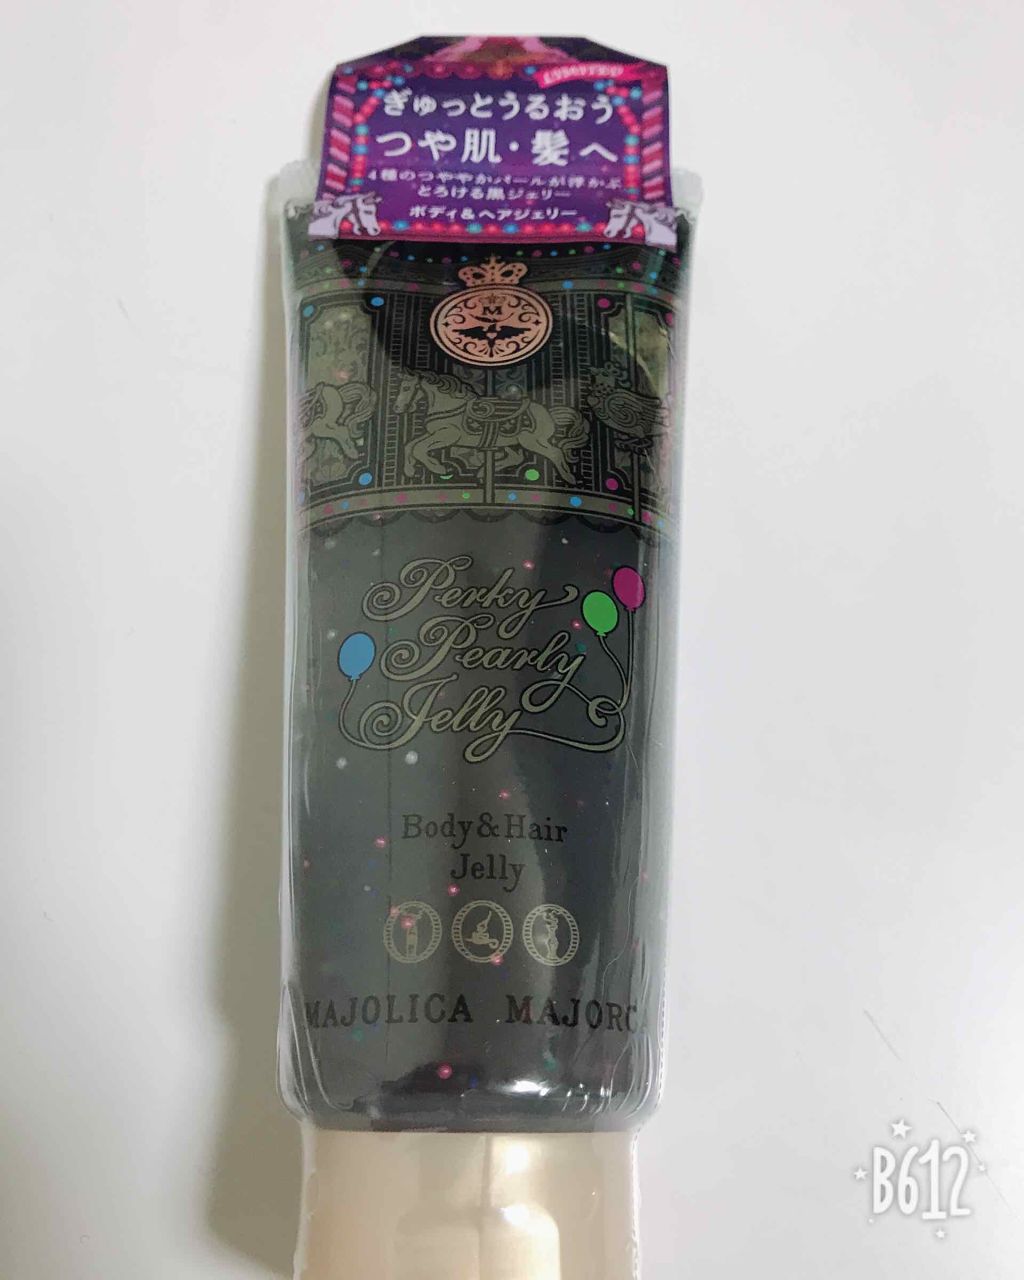 LIMITED
ぎゅっとうるおう
つや肌・髪へ
4種のつややかパールが浮かぶ
とろける黒ジェリー
ボディ&ヘアジェリー
M
Perky
Pearly
Jelly
Body&Hair
Jelly
MAJOLICA MAJORCA
B612